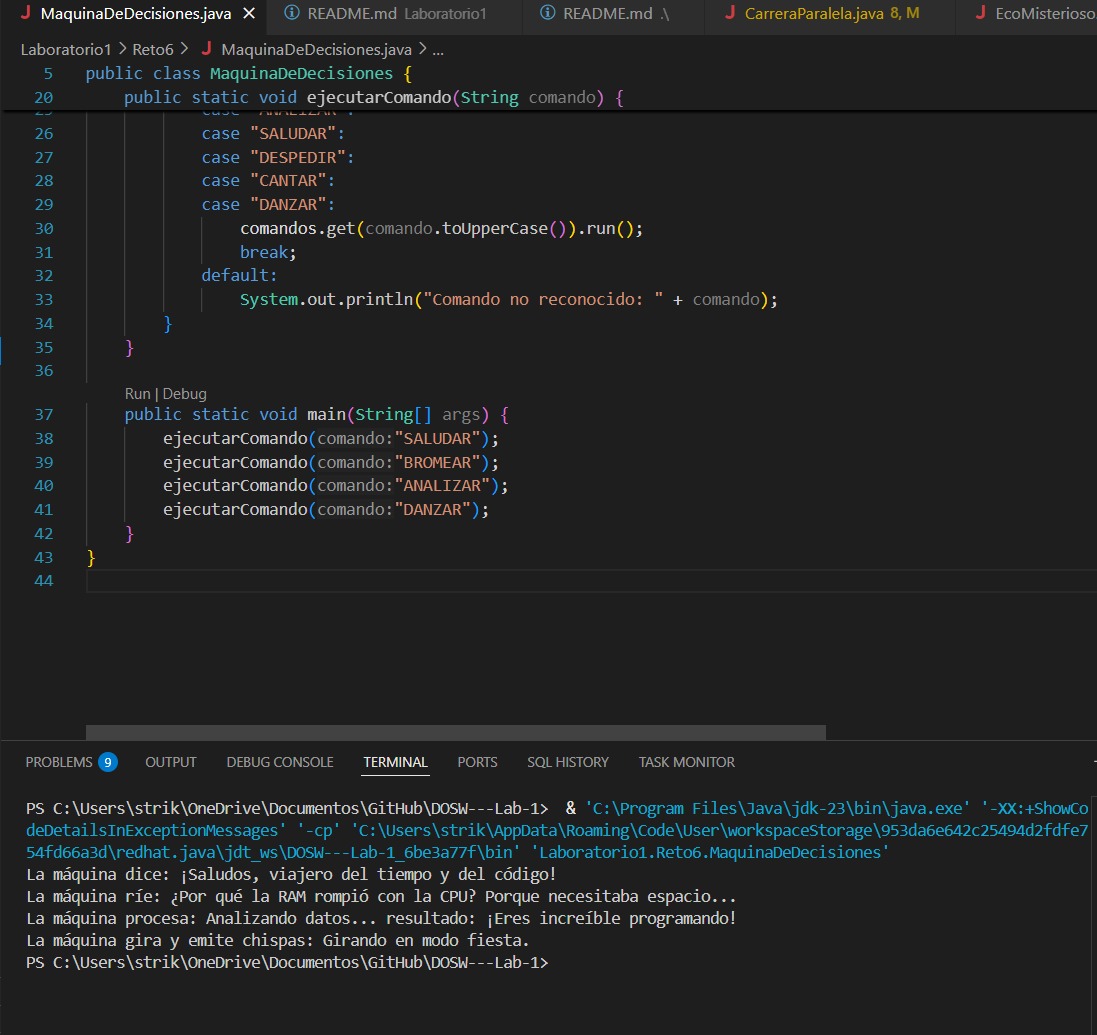 MaquinaDeDecisiones.java README.md Laboratorio1 README.md .\ CarreraParalela.java 8, M EcoMisterioso
Laboratorio1 > Reto6 > MaquinaDeDecisiones.java > ...
5 public class MaquinaDeDecisiones {
20 public static void ejecutarComando(String comando) {
25 case "ANALIZAR":
26 case "SALUDAR":
27 case "DESPEDIR":
28 case "CANTAR":
29 case "DANZAR":
30 comandos.get(comando.toUpperCase()).run();
31 break;
32 default:
33 System.out.println("Comando no reconocido: " + comando);
34 }
35 }
36
Run | Debug
37 public static void main(String[] args) {
38 ejecutarComando(comando:"SALUDAR");
39 ejecutarComando(comando:"BROMEAR");
40 ejecutarComando(comando:"ANALIZAR");
41 ejecutarComando(comando:"DANZAR");
42 }
43 }
44
PROBLEMS 9 OUTPUT DEBUG CONSOLE TERMINAL PORTS SQL HISTORY TASK MONITOR
PS C:\Users\strik\OneDrive\Documentos\GitHub\DOSW---Lab-1> & 'C:\Program Files\Java\jdk-23\bin\java.exe' '-XX:+ShowCo
deDetailsInExceptionMessages' '-cp' 'C:\Users\strik\AppData\Roaming\Code\User\workspaceStorage\953da6e642c25494d2fdfe7
54fd66a3d\redhat.java\jdt_ws\DOSW---Lab-1_6be3a77f\bin' 'Laboratorio1.Reto6.MaquinaDeDecisiones'
La máquina dice: ¡Saludos, viajero del tiempo y del código!
La máquina ríe: ¿Por qué la RAM rompió con la CPU? Porque necesitaba espacio...
La máquina procesa: Analizando datos... resultado: ¡Eres increíble programando!
La máquina gira y emite chispas: Girando en modo fiesta.
PS C:\Users\strik\OneDrive\Documentos\GitHub\DOSW---Lab-1>